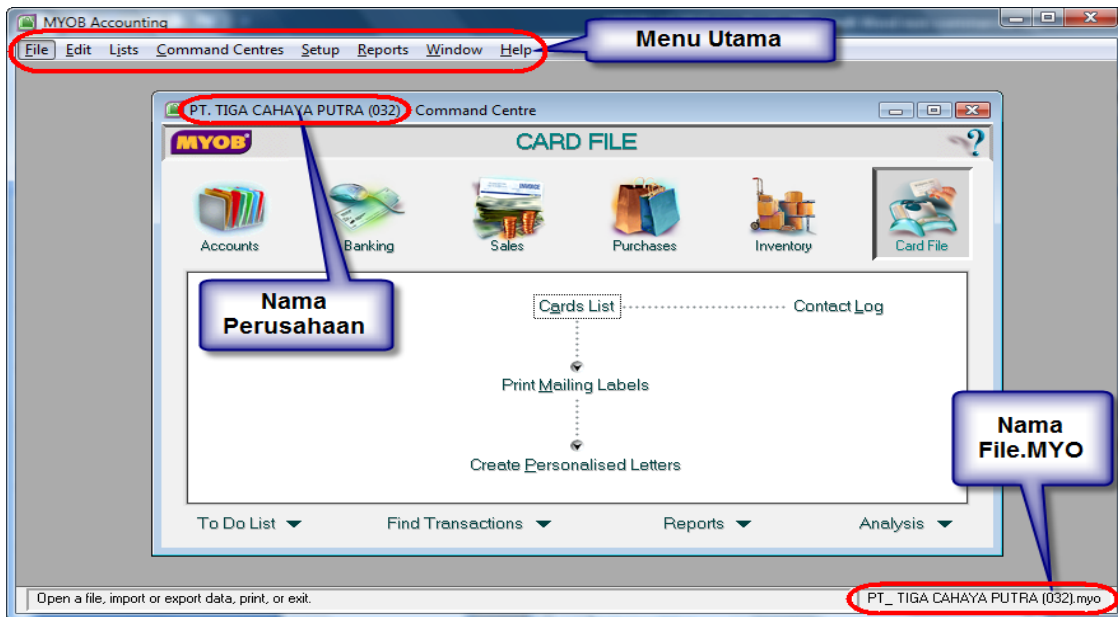 MYOB Accounting
File Edit Lists Command Centres Setup Reports Window Help
Menu Utama
PT. TIGA CAHAYA PUTRA (032) Command Centre
MYOB
CARD FILE
INVOICE
Accounts Banking Sales Purchases Inventory Card File
Nama
Perusahaan
Cards List Contact Log
Print Mailing Labels
Create Personalised Letters
Nama
File.MYO
To Do List Find Transactions Reports Analysis
Open a file, import or export data, print, or exit.
PT_ TIGA CAHAYA PUTRA (032).myo